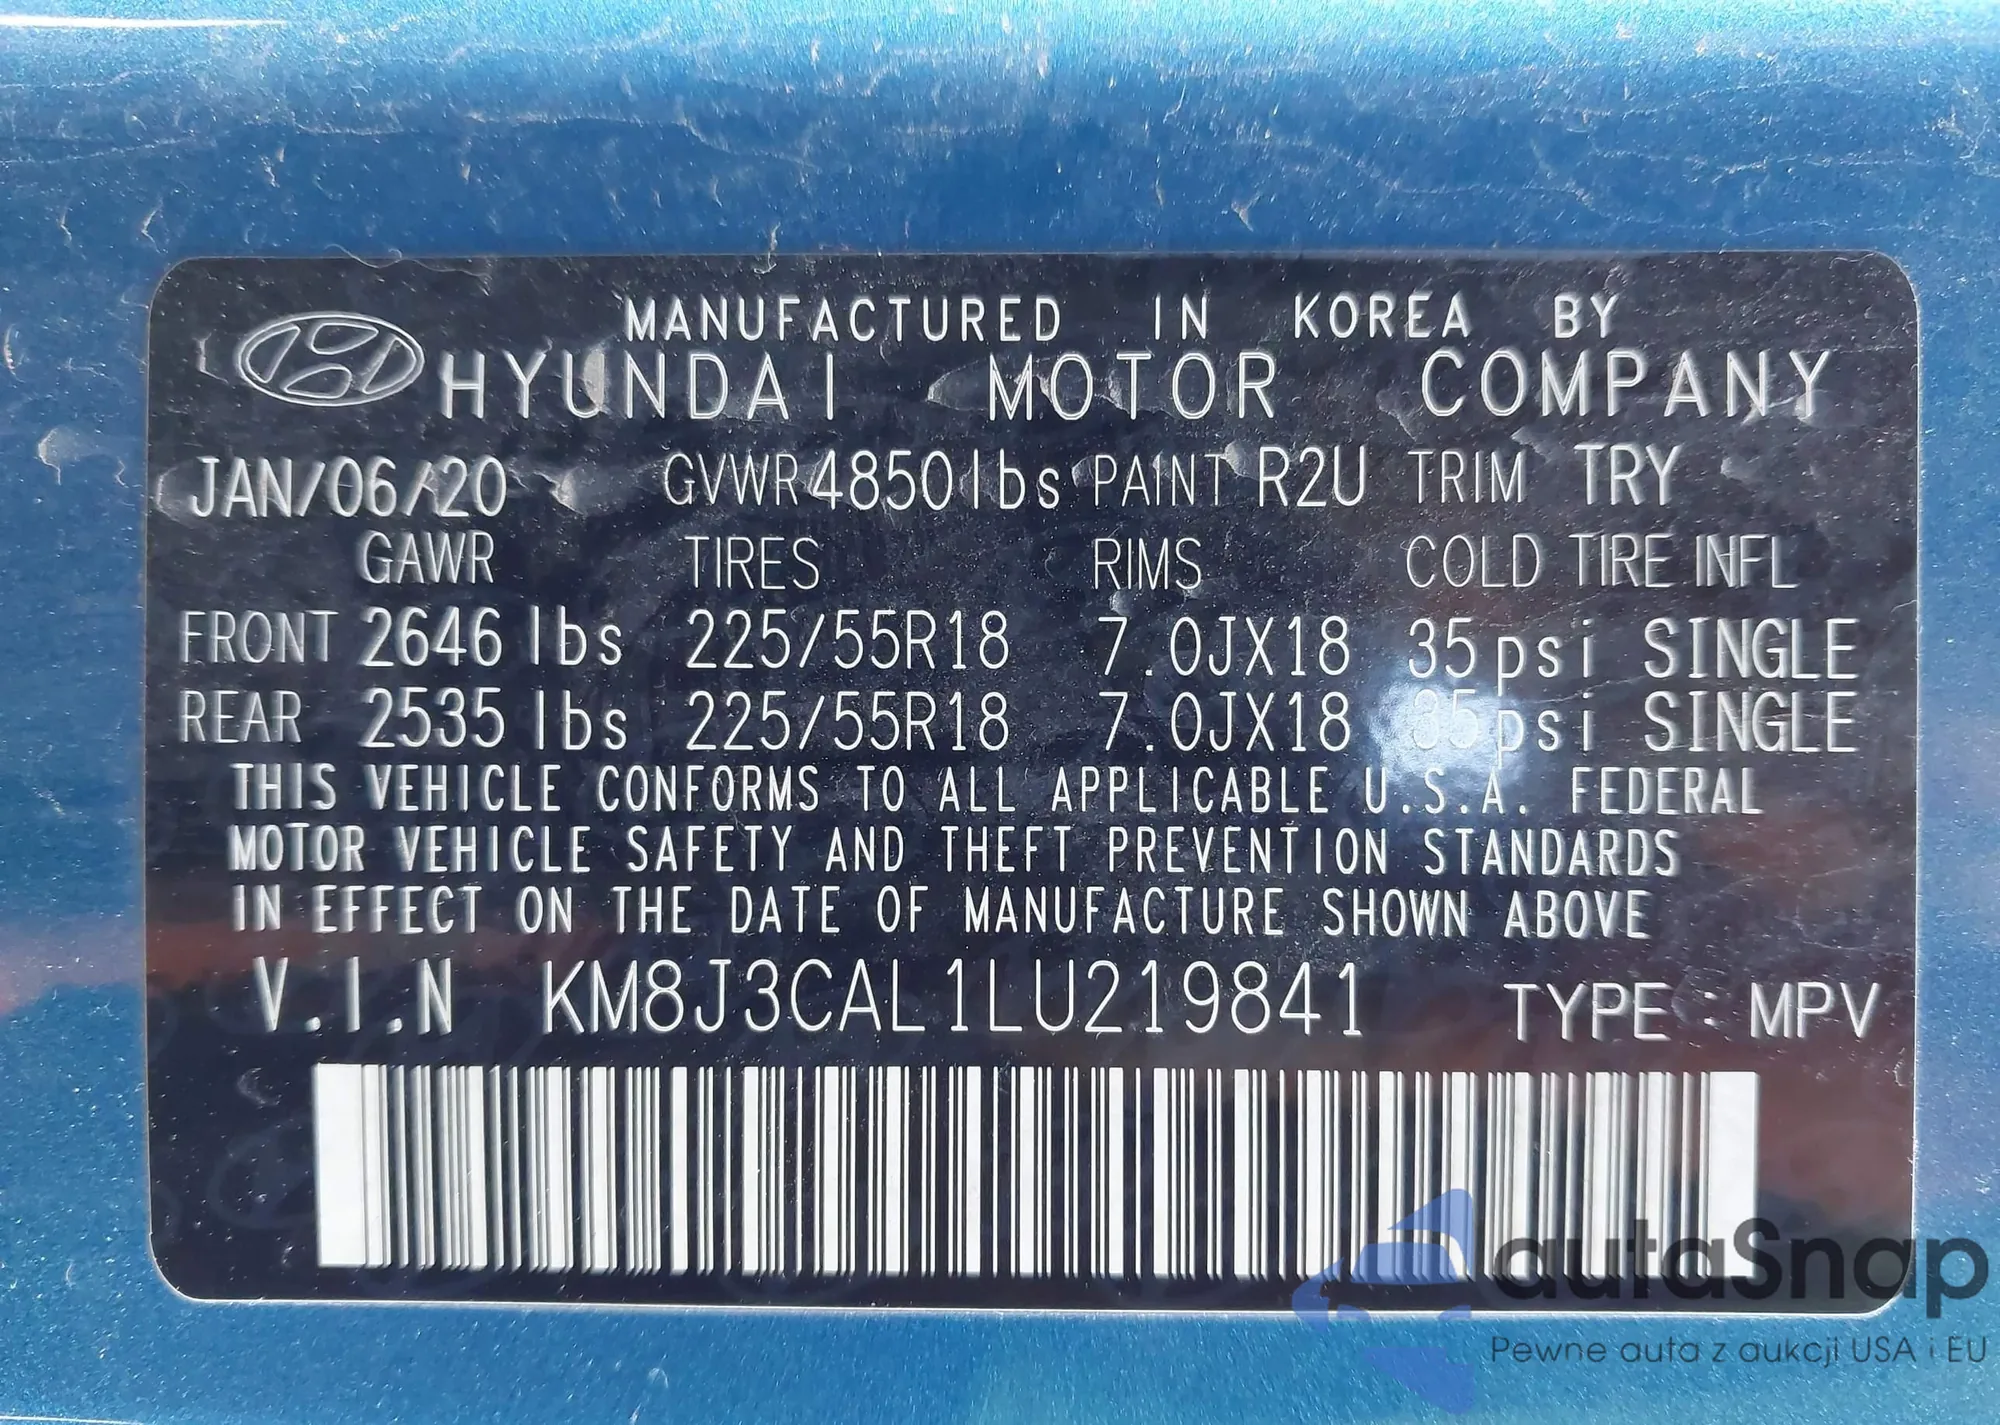 MANUFACTURED IN KOREA BY
HYUNDAI MOTOR COMPANY
JAN/06/20 GVWR 4850lbs PAINT R2U TRIM TRY
GAWR TIRES RIMS COLD TIRE INFL
FRONT 2646 lbs 225/55R18 7.0JX18 35psi SINGLE
REAR 2535 lbs 225/55R18 7.0JX18 35psi SINGLE
THIS VEHICLE CONFORMS TO ALL APPLICABLE U.S.A. FEDERAL
MOTOR VEHICLE SAFETY AND THEFT PREVENTION STANDARDS
IN EFFECT ON THE DATE OF MANUFACTURE SHOWN ABOVE
V.I.N KM8J3CAL1LU219841 TYPE : MPV
autaSnap
Pewne auta z aukcji USA i EU